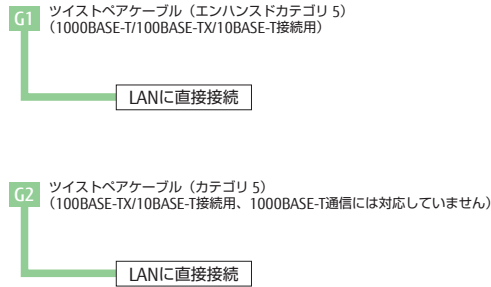 G1 ツイストペアケーブル（エンハンスドカテゴリ 5）
（1000BASE-T/100BASE-TX/10BASE-T接続用）
LANに直接接続
G2 ツイストペアケーブル（カテゴリ 5）
（100BASE-TX/10BASE-T接続用、1000BASE-T通信には対応していません）
LANに直接接続